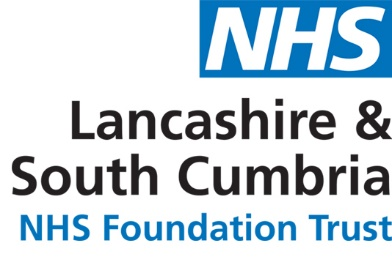 NHS
Lancashire &
South Cumbria
NHS Foundation Trust